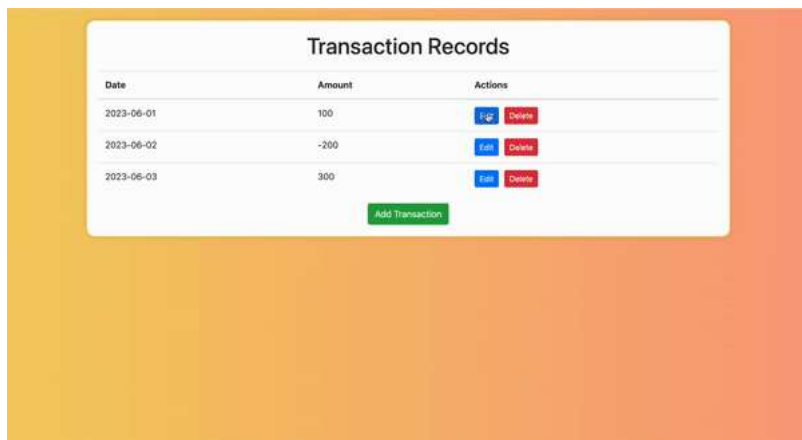 Transaction Records
Date Amount Actions
2023-06-01 100 Edit Delete
2023-06-02 -200 Edit Delete
2023-06-03 300 Edit Delete
Add Transaction